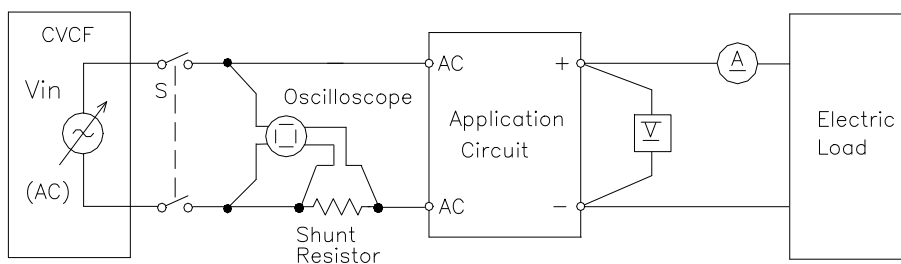 CVCF
Vin
(AC)
S
Oscilloscope
Shunt
Resistor
AC
AC
Application
Circuit
+
−
A
V
Electric
Load